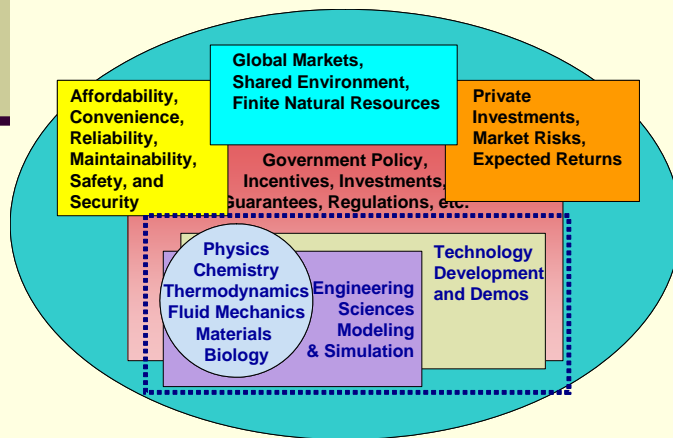 Global Markets,
Shared Environment,
Finite Natural Resources
Affordability,
Convenience,
Reliability,
Maintainability,
Safety, and
Security
Private
Investments,
Market Risks,
Expected Returns
Government Policy,
Incentives, Investments,
Guarantees, Regulations, etc.
Physics
Chemistry
Thermodynamics
Fluid Mechanics
Materials
Biology
Engineering
Sciences
Modeling
& Simulation
Technology
Development
and Demos